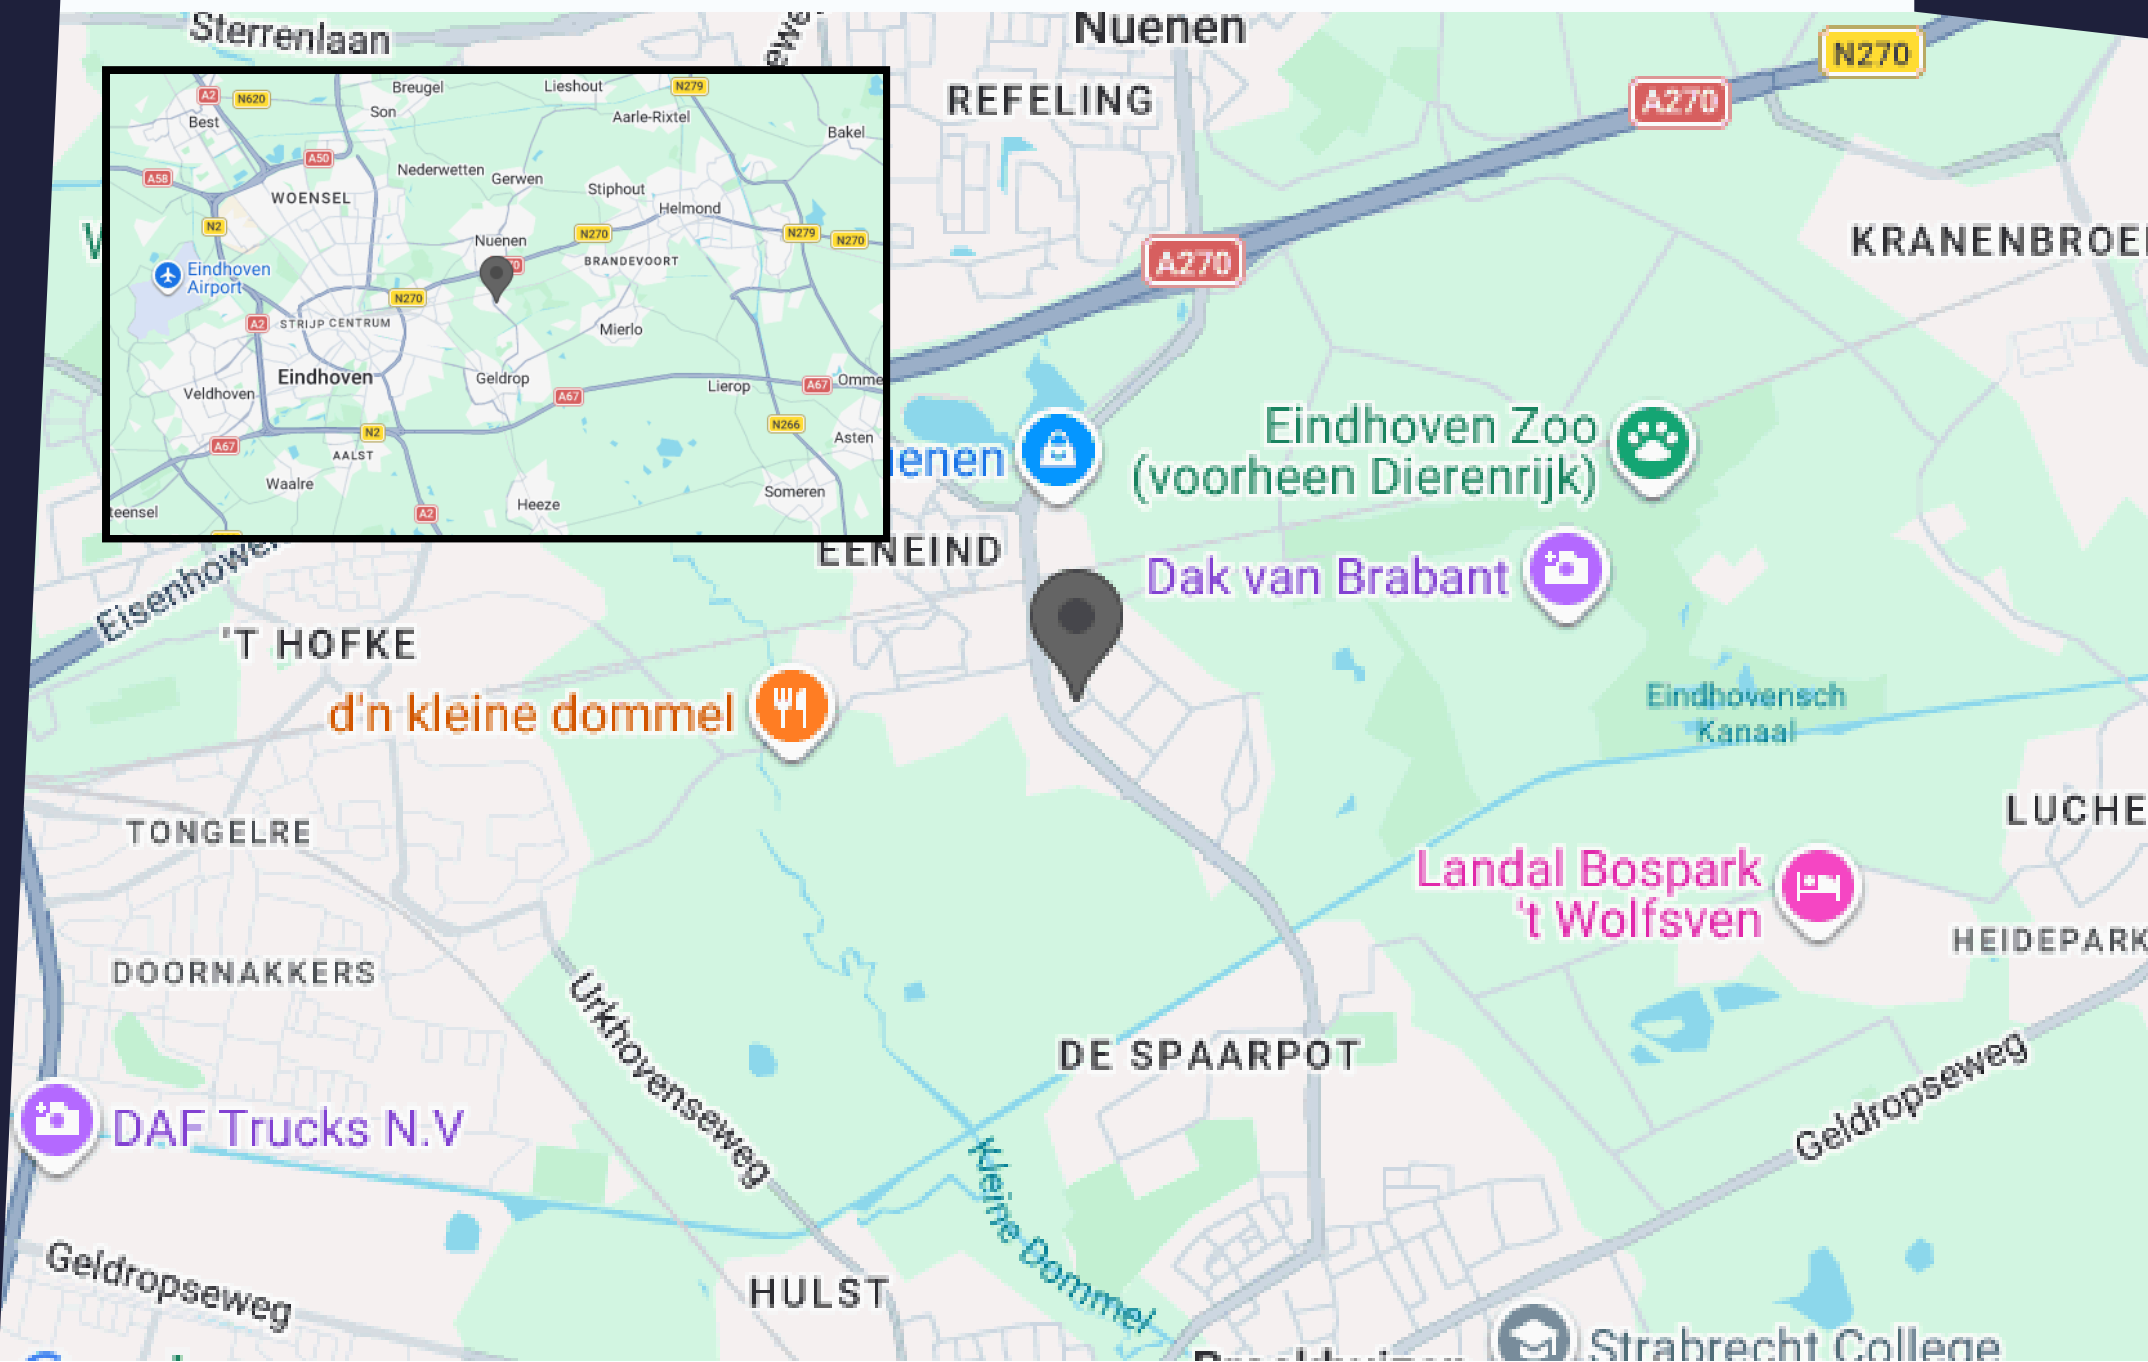 Sterrenlaan
Nuenen
N270
REFELING
A270
KRANENBROE
A270
Eindhoven Zoo
(voorheen Dierenrijk)
EENEIND
Dak van Brabant
Eisenhower
'T HOFKE
d'n kleine dommel
Eindhovensch
Kanaal
TONGELRE
LUCHE
Landal Bospark
't Wolfsven
HEIDEPARK
DOORNAKKERS
Urkhovenseweg
DE SPAARPOT
Geldropseweg
DAF Trucks N.V
Kleine Dommel
Geldropseweg
HULST
Strabrecht College
Breugel
Lieshout
N279
A2
N620
Son
Best
Aarle-Rixtel
Bakel
A50
A58
Nederwetten
Gerwen
WOENSEL
Stiphout
Helmond
N2
N270
N279
N270
Nuenen
BRANDEVOORT
Eindhoven
Airport
N270
A2
STRIJP CENTRUM
Mierlo
Eindhoven
Geldrop
Veldhoven
A67
Lierop
A67
Omme
N2
N266
A67
AALST
Asten
Waalre
Someren
Heeze
A2
teensel